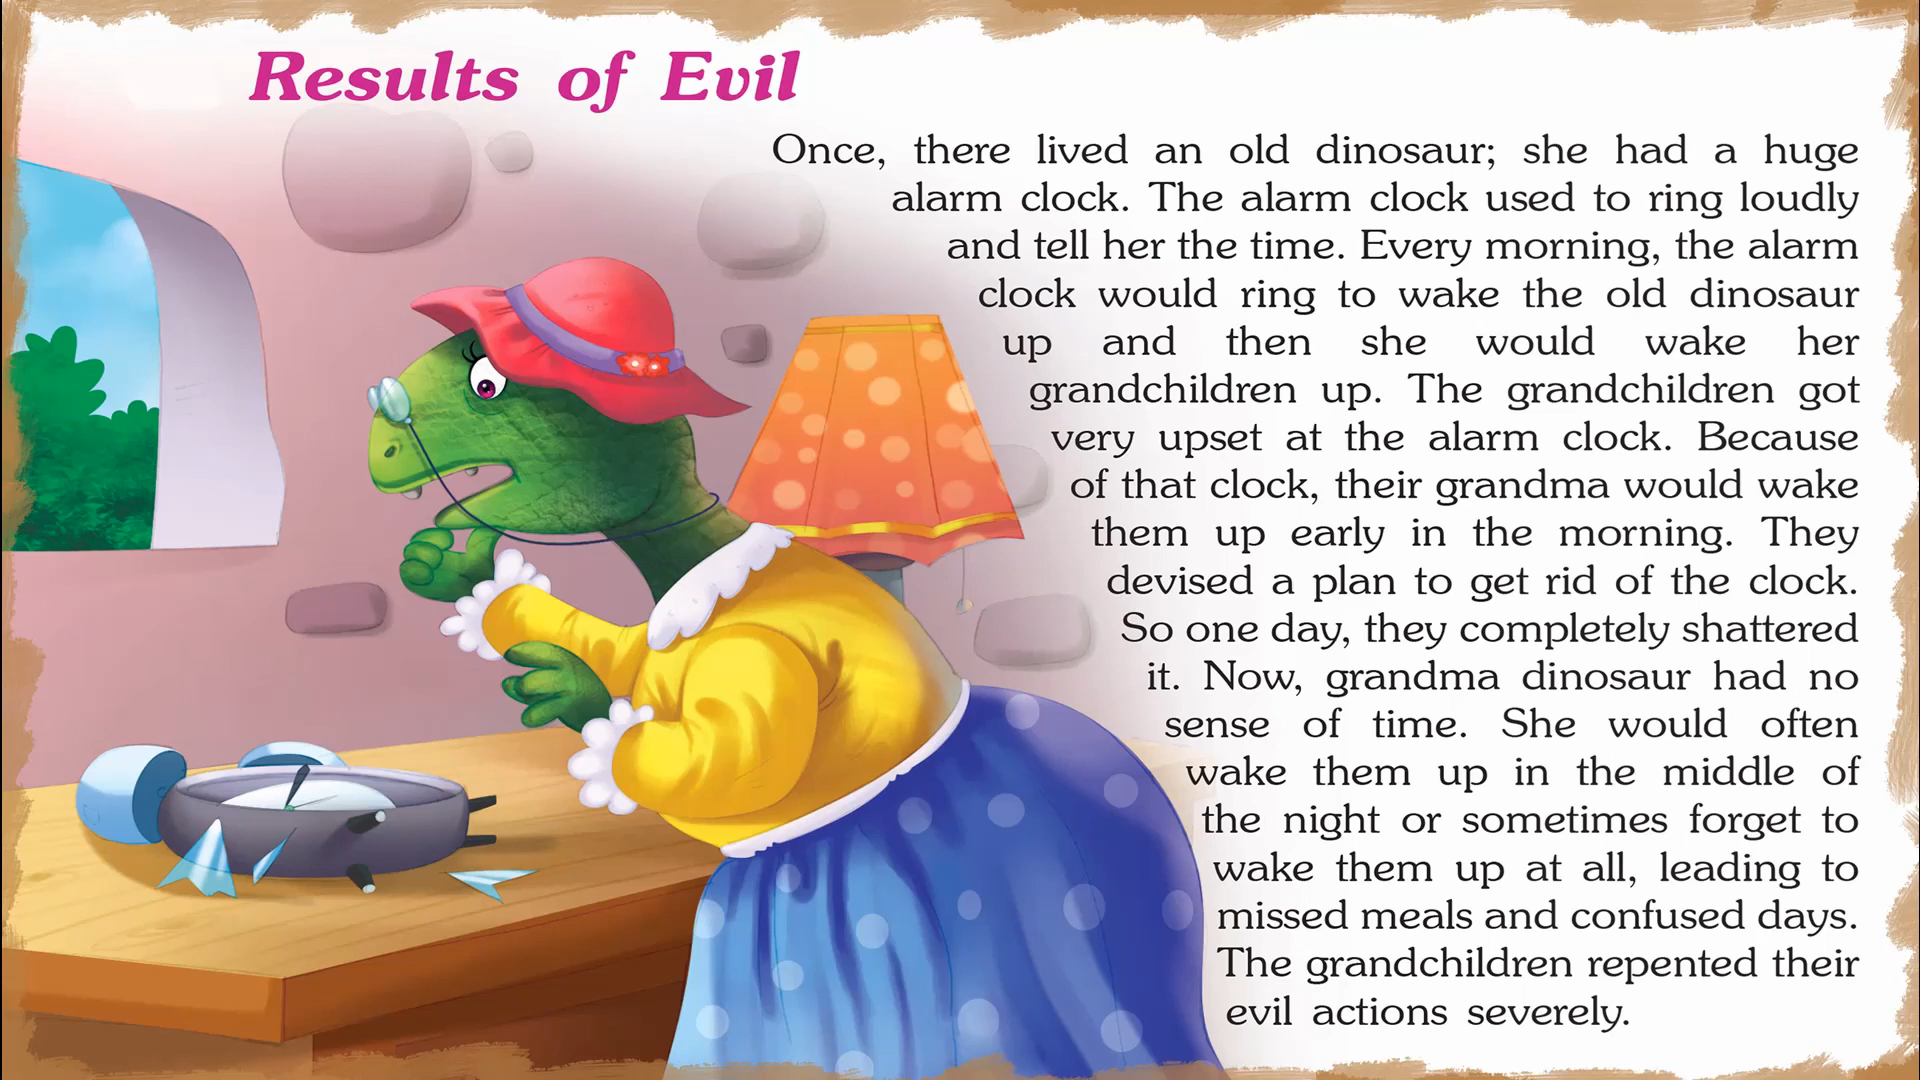 Results of Evil
Once, there lived an old dinosaur; she had a huge
alarm clock. The alarm clock used to ring loudly
and tell her the time. Every morning, the alarm
clock would ring to wake the old dinosaur
up and then she would wake her
grandchildren up. The grandchildren got
very upset at the alarm clock. Because
of that clock, their grandma would wake
them up early in the morning. They
devised a plan to get rid of the clock.
So one day, they completely shattered
it. Now, grandma dinosaur had no
sense of time. She would often
wake them up in the middle of
the night or sometimes forget to
wake them up at all, leading to
missed meals and confused days.
The grandchildren repented their
evil actions severely.